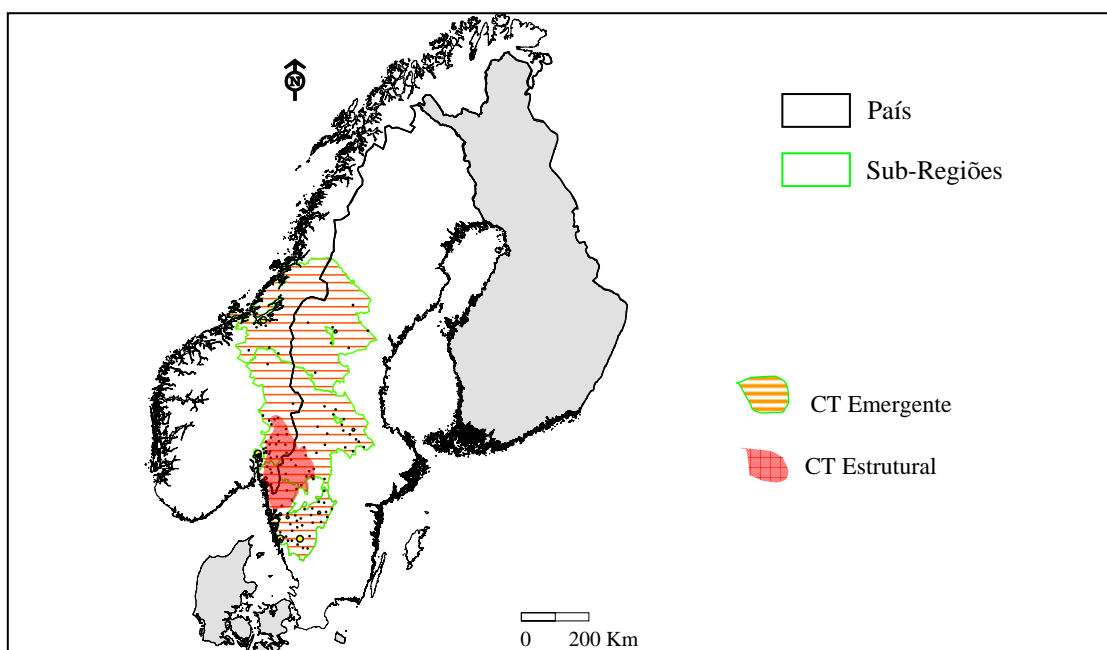 N
País
Sub-Regiões
CT Emergente
CT Estrutural
0 200 Km